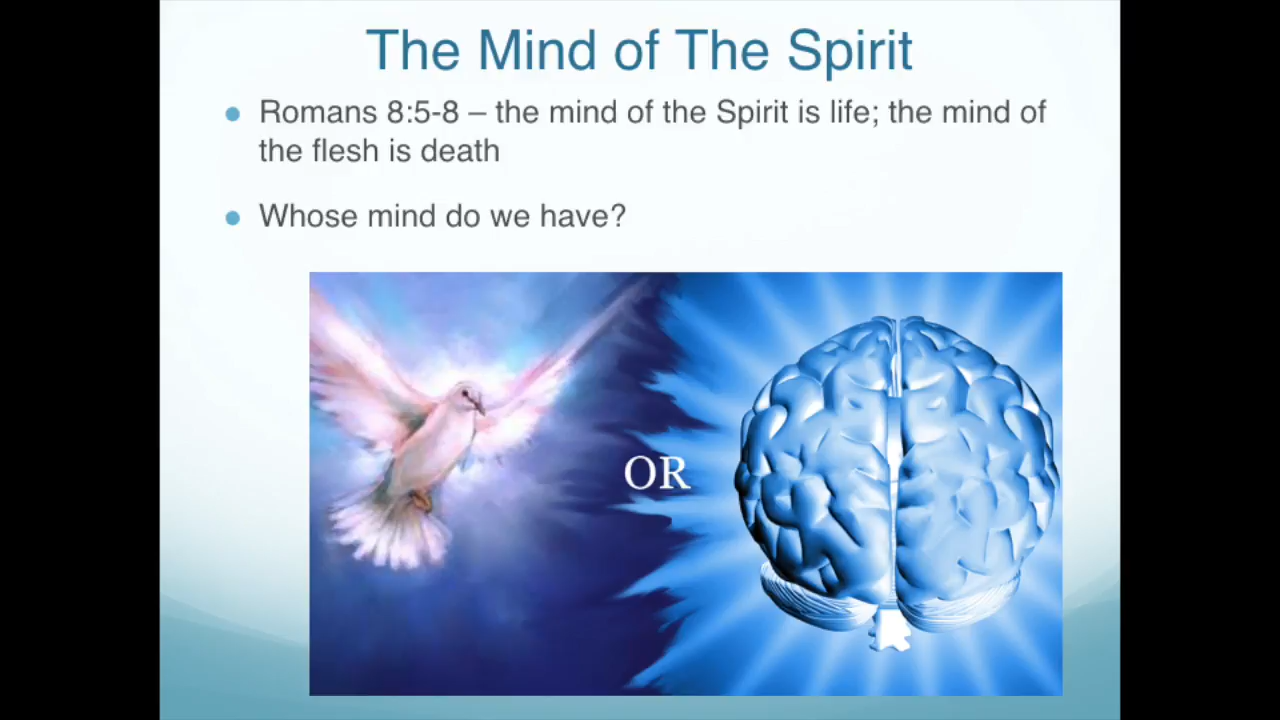 The Mind of The Spirit
• Romans 8:5-8 – the mind of the Spirit is life; the mind of
the flesh is death
• Whose mind do we have?
OR